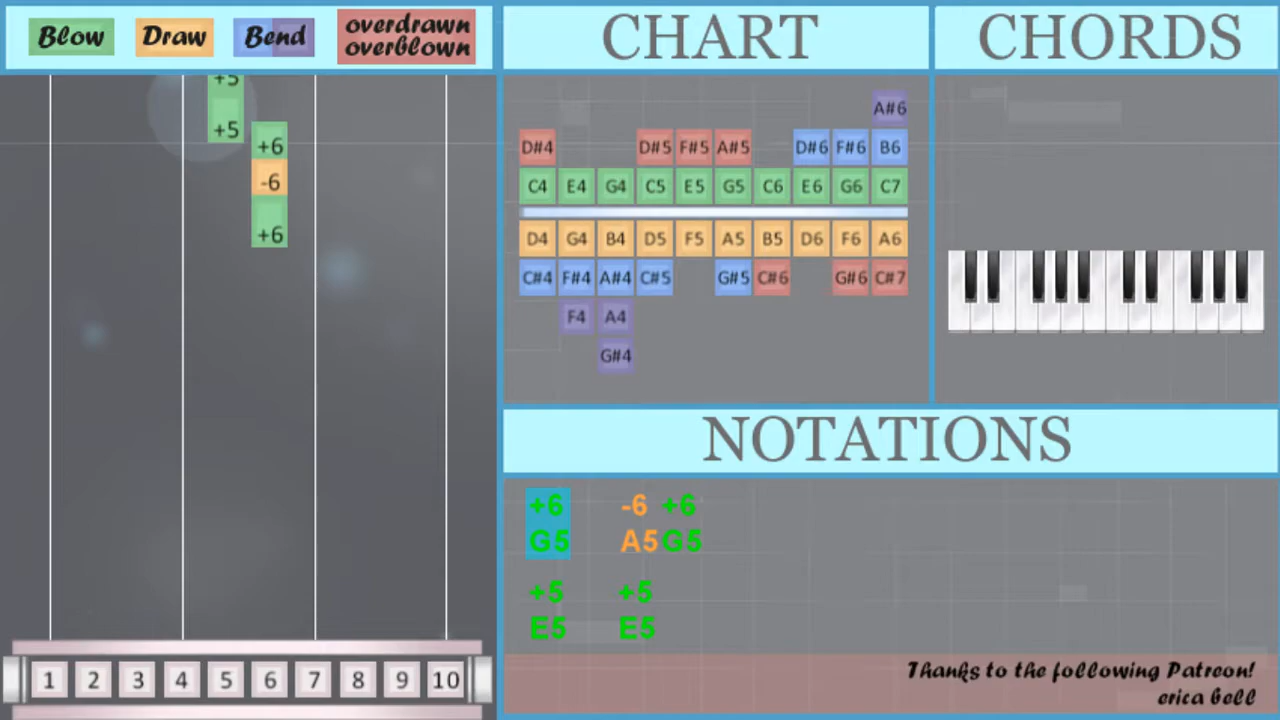 Blow Draw Bend overdrawn overblown
CHART
CHORDS
+5
+5
+6
-6
+6
A#6
D#4 D#5 F#5 A#5 D#6 F#6 B6
C4 E4 G4 C5 E5 G5 C6 E6 G6 C7
D4 G4 B4 D5 F5 A5 B5 D6 F6 A6
C#4 F#4 A#4 C#5 G#5 C#6 G#6 C#7
F4 A4
G#4
NOTATIONS
+6 -6 +6
G5 A5 G5
+5 +5
E5 E5
Thanks to the following Patreon!
erica bell
1 2 3 4 5 6 7 8 9 10